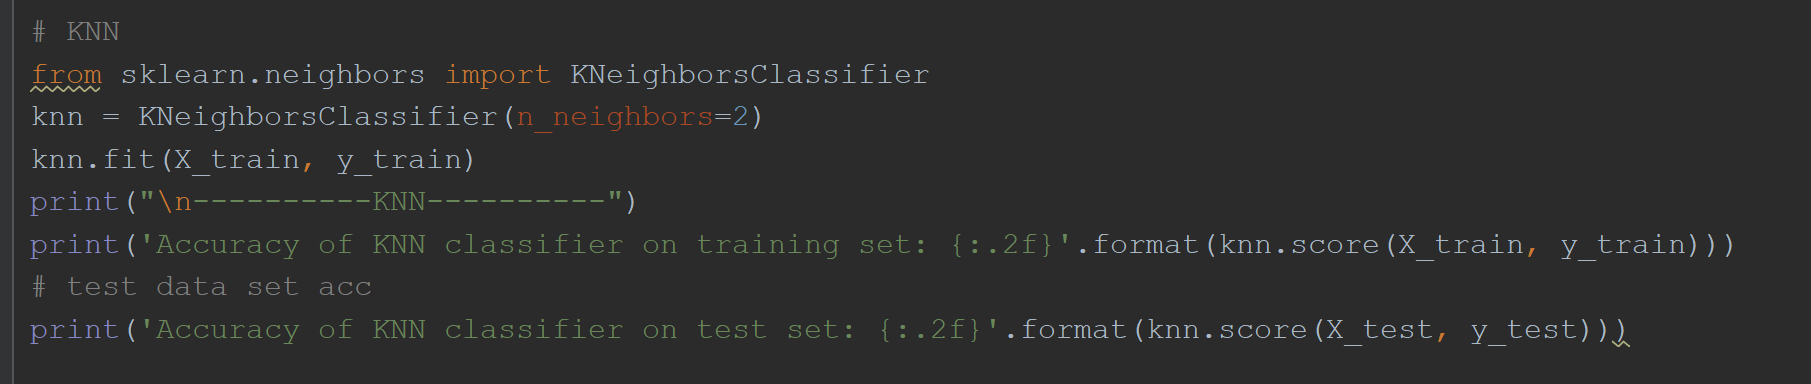 # KNN
from sklearn.neighbors import KNeighborsClassifier
knn = KNeighborsClassifier(n_neighbors=2)
knn.fit(X_train, y_train)
print("\n----------KNN----------")
print('Accuracy of KNN classifier on training set: {:.2f}'.format(knn.score(X_train, y_train)))
# test data set acc
print('Accuracy of KNN classifier on test set: {:.2f}'.format(knn.score(X_test, y_test)))